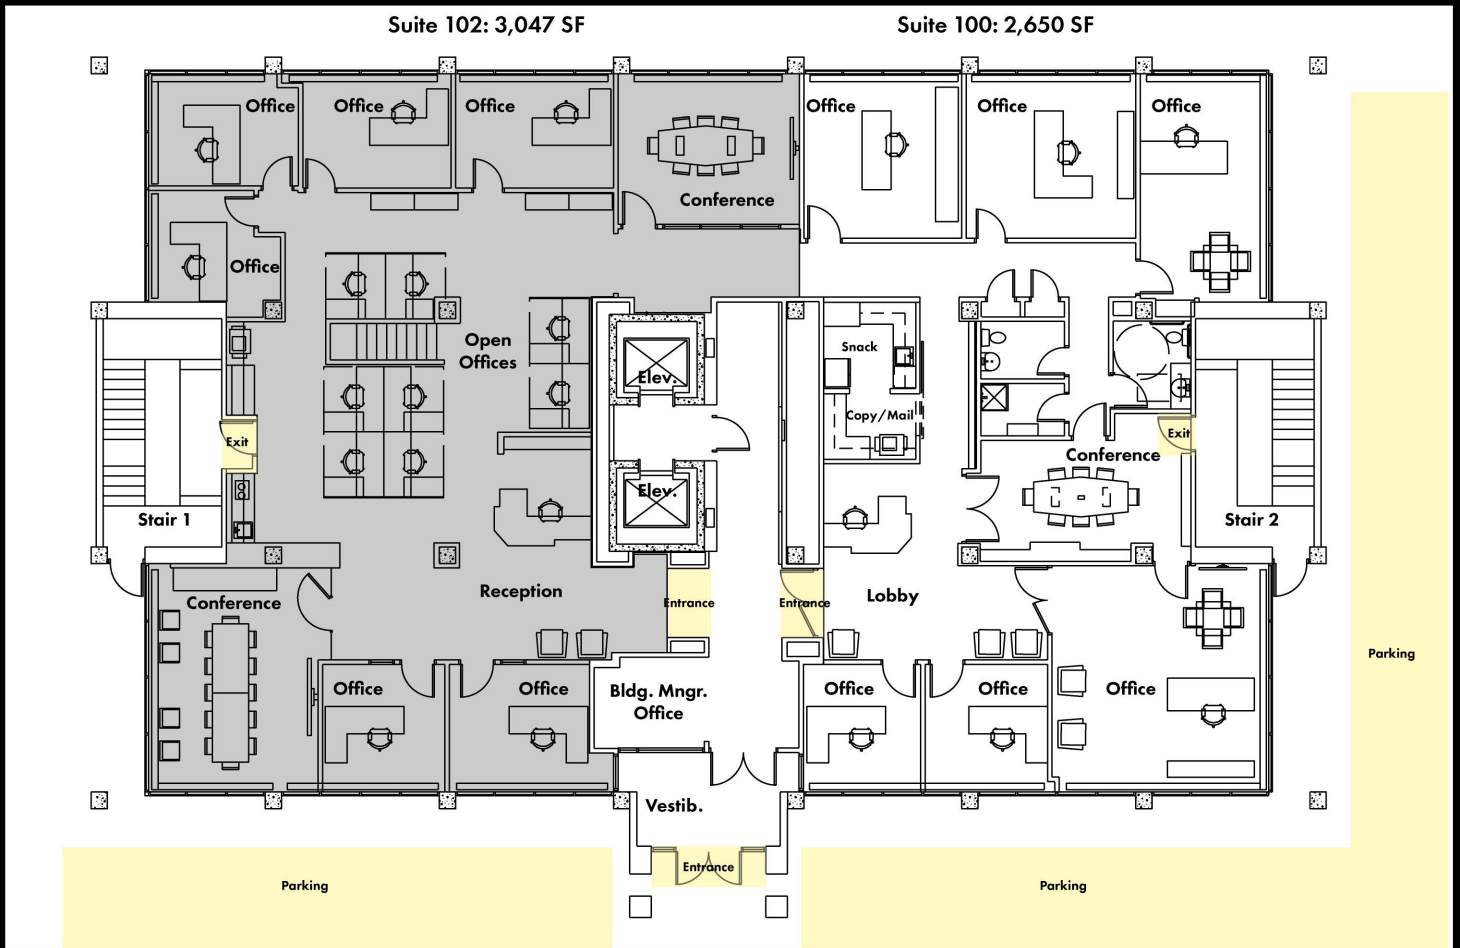 Suite 102: 3,047 SF
Suite 100: 2,650 SF
Office
Office
Office
Office
Office
Office
Conference
Office
Open
Offices
Snack
Elev.
Copy/Mail
Exit
Exit
Conference
Elev.
Stair 1
Stair 2
Reception
Lobby
Conference
Entrance
Entrance
Parking
Office
Office
Bldg. Mngr.
Office
Office
Office
Office
Vestib.
Entrance
Parking
Parking